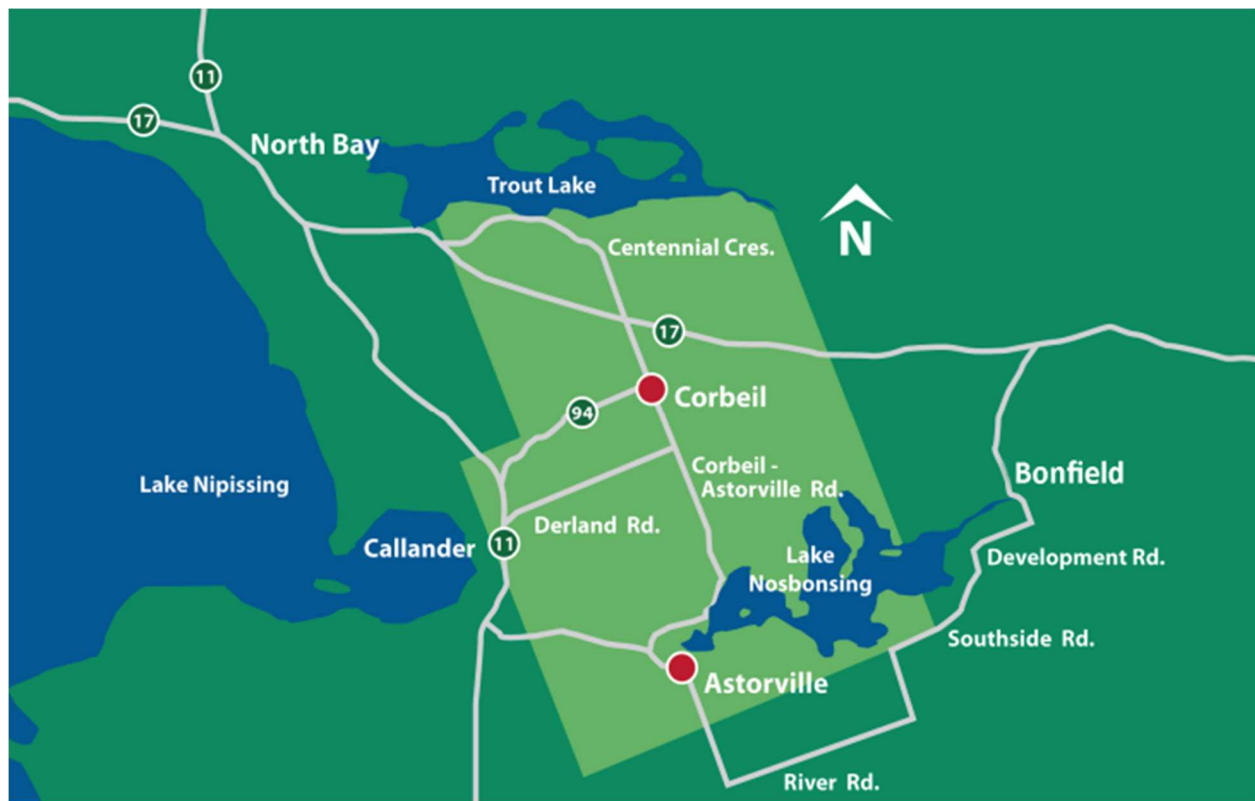 11
17
North Bay
Trout Lake
N
Centennial Cres.
17
Corbeil
94
Corbeil -
Astorville Rd.
Bonfield
Lake Nipissing
Derland Rd.
Callander
11
Lake
Nosbonsing
Development Rd.
Southside Rd.
Astorville
River Rd.